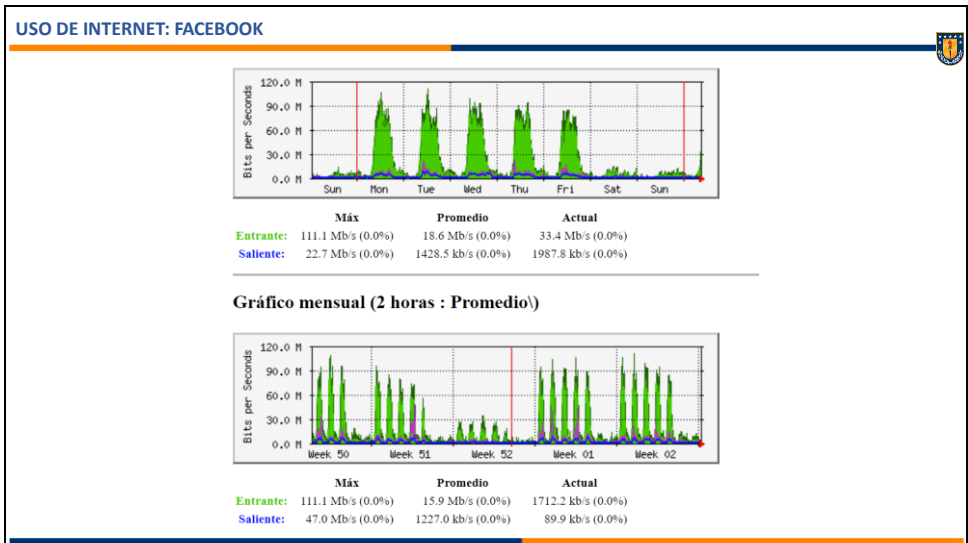 USO DE INTERNET: FACEBOOK
120.0 M
90.0 M
60.0 M
30.0 M
0.0 M
Bits per Seconds
Sun Mon Tue Wed Thu Fri Sat Sun
Máx Promedio Actual
Entrante: 111.1 Mb/s (0.0%) 18.6 Mb/s (0.0%) 33.4 Mb/s (0.0%)
Saliente: 22.7 Mb/s (0.0%) 1428.5 kb/s (0.0%) 1987.8 kb/s (0.0%)
Gráfico mensual (2 horas : Promedio\)
120.0 M
90.0 M
60.0 M
30.0 M
0.0 M
Bits per Seconds
Week 50 Week 51 Week 52 Week 01 Week 02
Máx Promedio Actual
Entrante: 111.1 Mb/s (0.0%) 15.9 Mb/s (0.0%) 1712.2 kb/s (0.0%)
Saliente: 47.0 Mb/s (0.0%) 1227.0 kb/s (0.0%) 89.9 kb/s (0.0%)